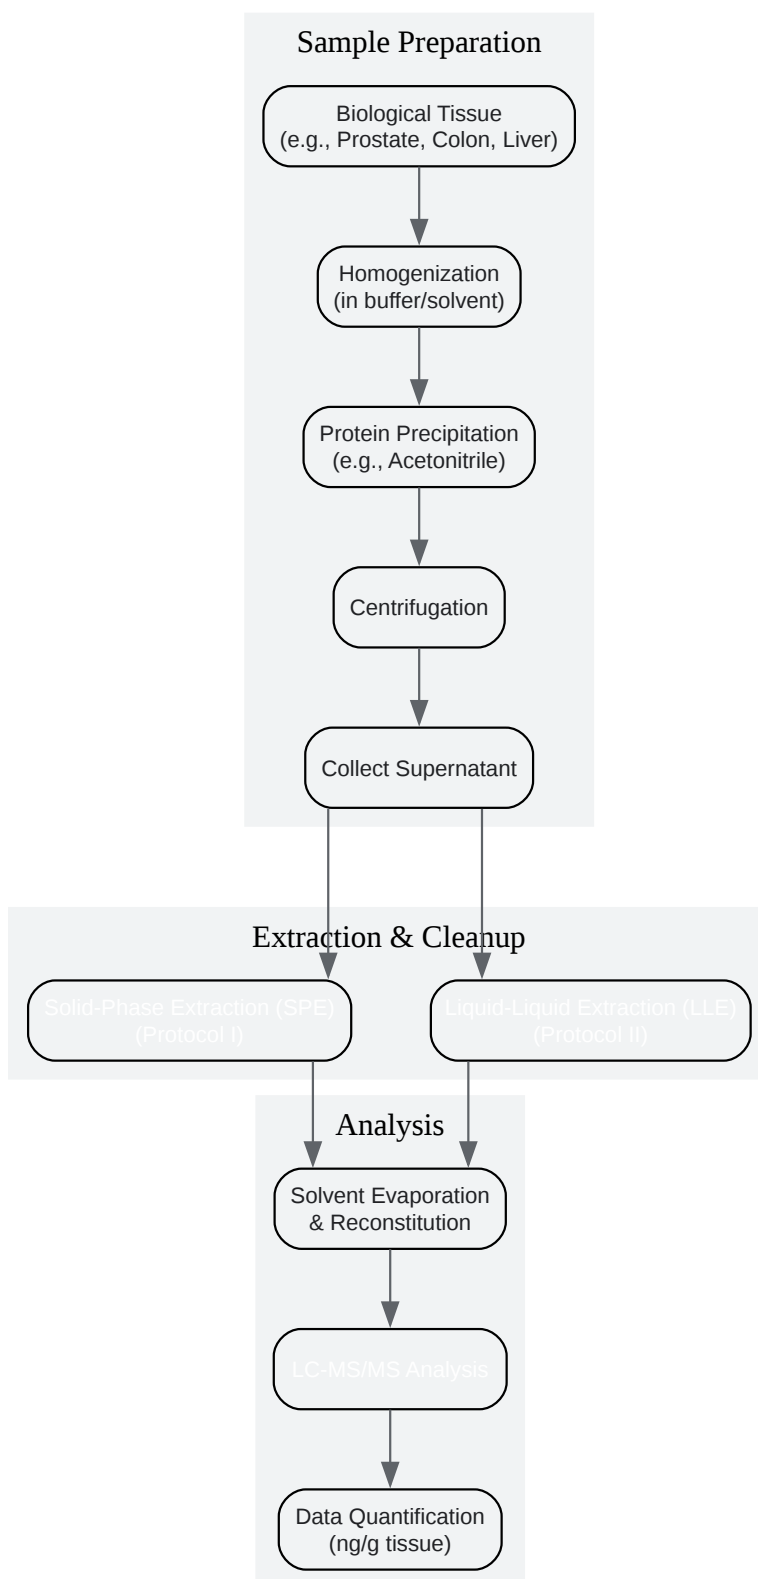 Sample Preparation
Biological Tissue
(e.g., Prostate, Colon, Liver)
Homogenization
(in buffer/solvent)
Protein Precipitation
(e.g., Acetonitrile)
Centrifugation
Collect Supernatant
Extraction & Cleanup
Solid-Phase Extraction (SPE)
(Protocol I)
Liquid-Liquid Extraction (LLE)
(Protocol II)
Analysis
Solvent Evaporation
& Reconstitution
LC-MS/MS Analysis
Data Quantification
(ng/g tissue)